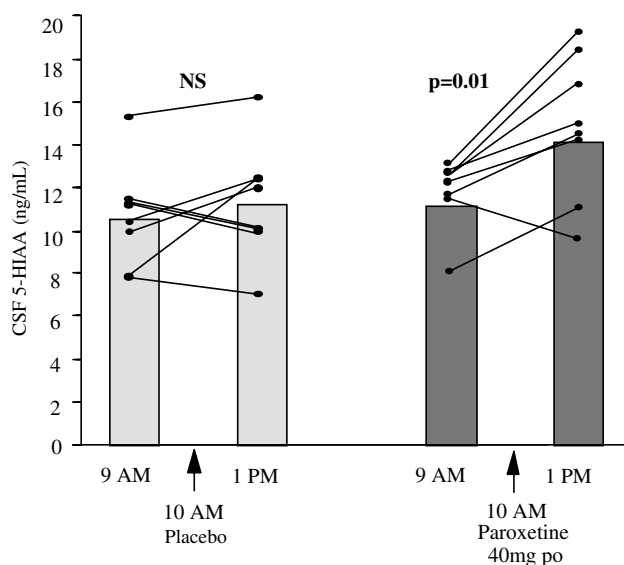 20
18
16
14
12
10
8
6
4
2
0
CSF 5-HIAA (ng/mL)
NS
p=0.01
9 AM
1 PM
9 AM
1 PM
10 AM
Placebo
10 AM
Paroxetine
40mg po